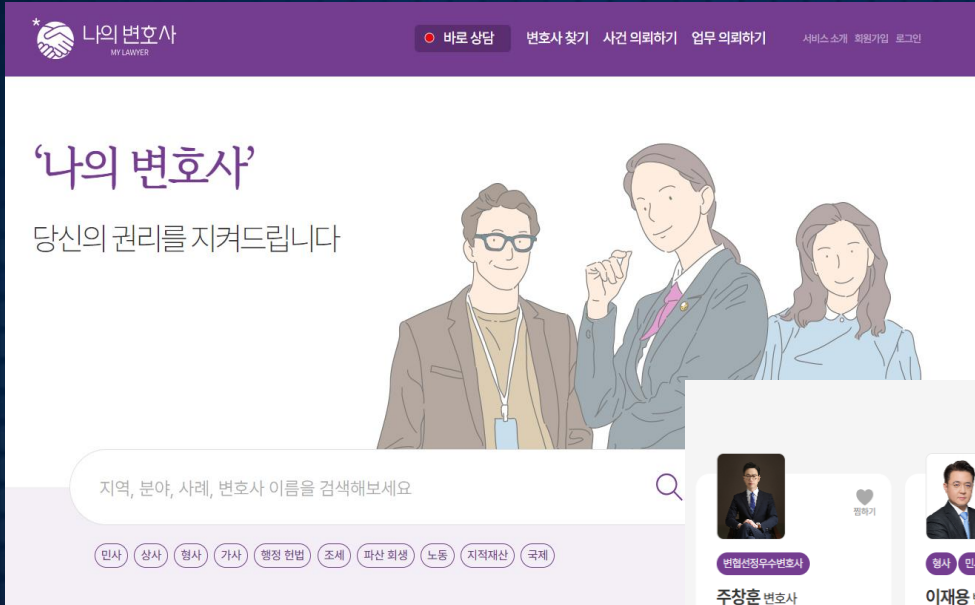 * 나의 변호사
MY LAWYER
바로 상담 변호사 찾기 사건 의뢰하기 업무 의뢰하기 서비스 소개 회원가입 로그인
‘나의 변호사’
당신의 권리를 지켜드립니다
지역, 분야, 사례, 변호사 이름을 검색해보세요
민사 상사 형사 가사 행정 헌법 조세 파산 회생 노동 지적재산 국제
찜하기
변협선정우수변호사 형사
주창훈 변호사 이재용